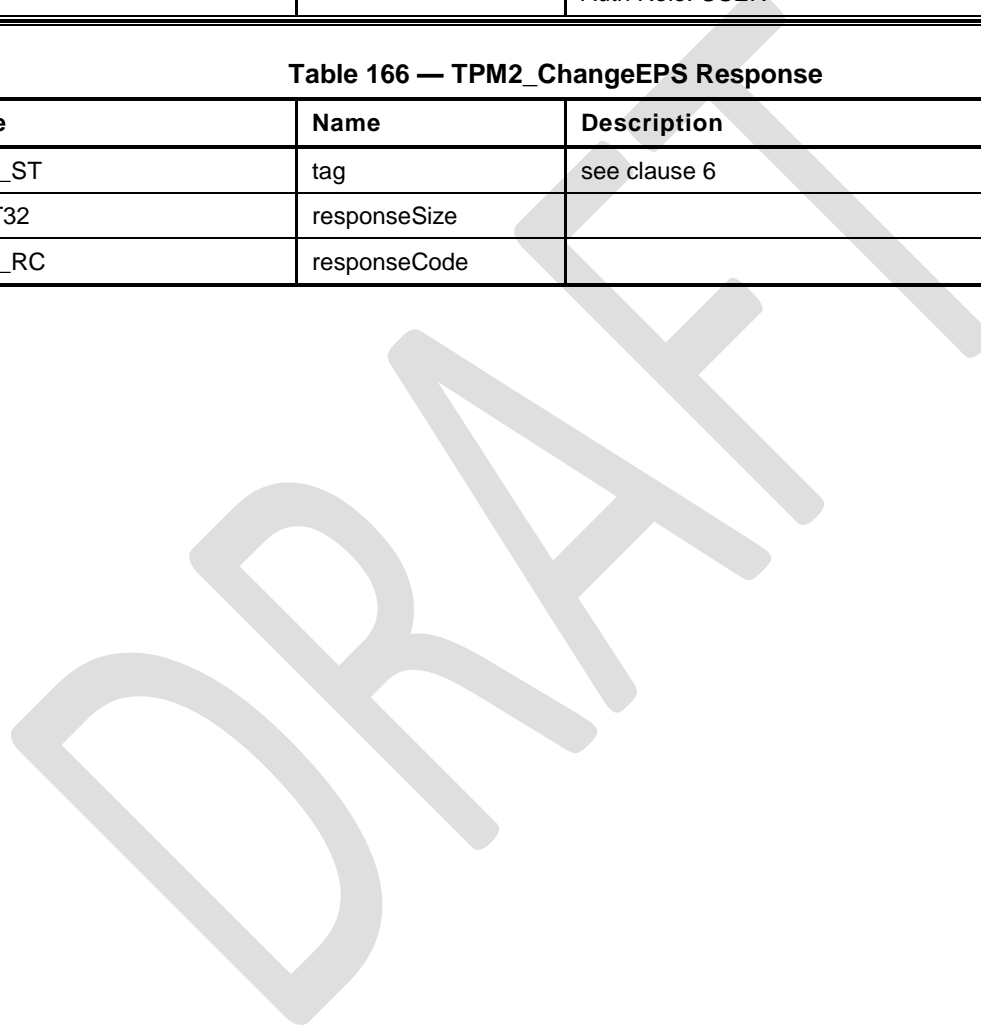 Table 166 — TPM2_ChangeEPS Response
e Name Description
_ST tag see clause 6
T32 responseSize
_RC responseCode
DRAFT